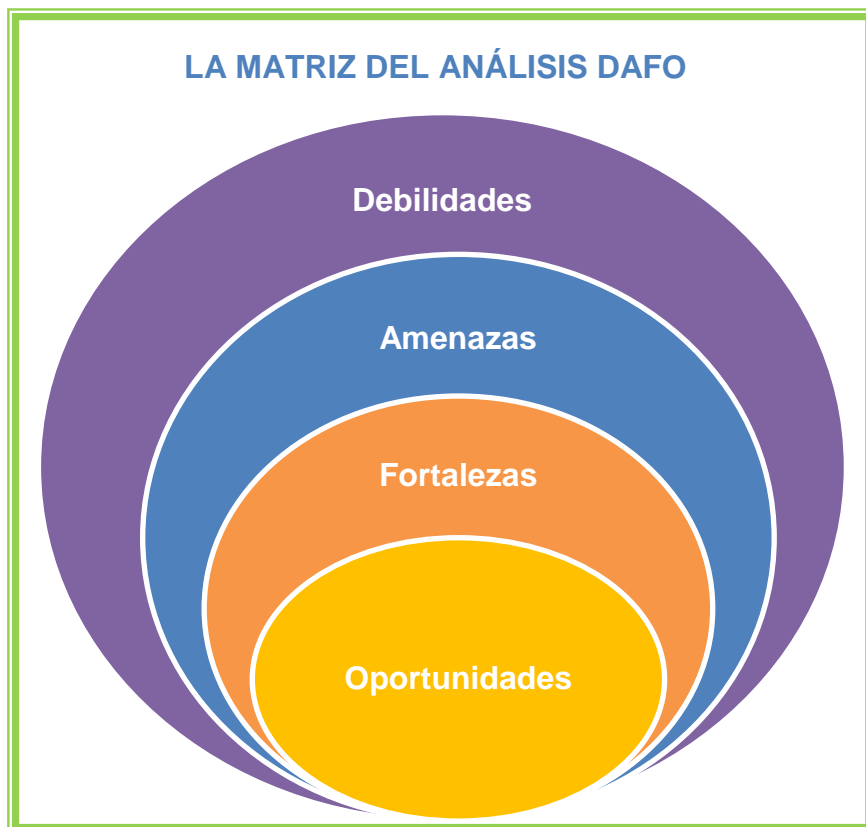 LA MATRIZ DEL ANÁLISIS DAFO
Debilidades
Amenazas
Fortalezas
Oportunidades